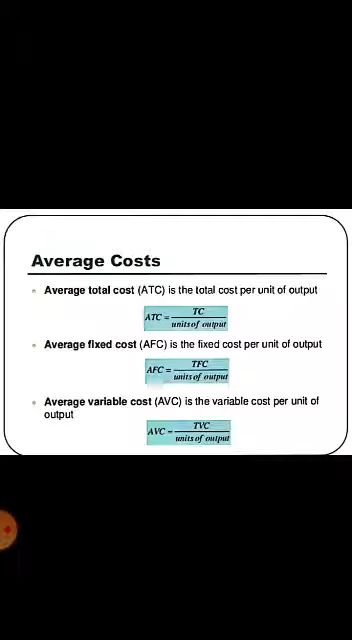 Average Costs
Average total cost (ATC) is the total cost per unit of output
ATC = TC / units of output
Average fixed cost (AFC) is the fixed cost per unit of output
AFC = TFC / units of output
Average variable cost (AVC) is the variable cost per unit of
output
AVC = TVC / units of output